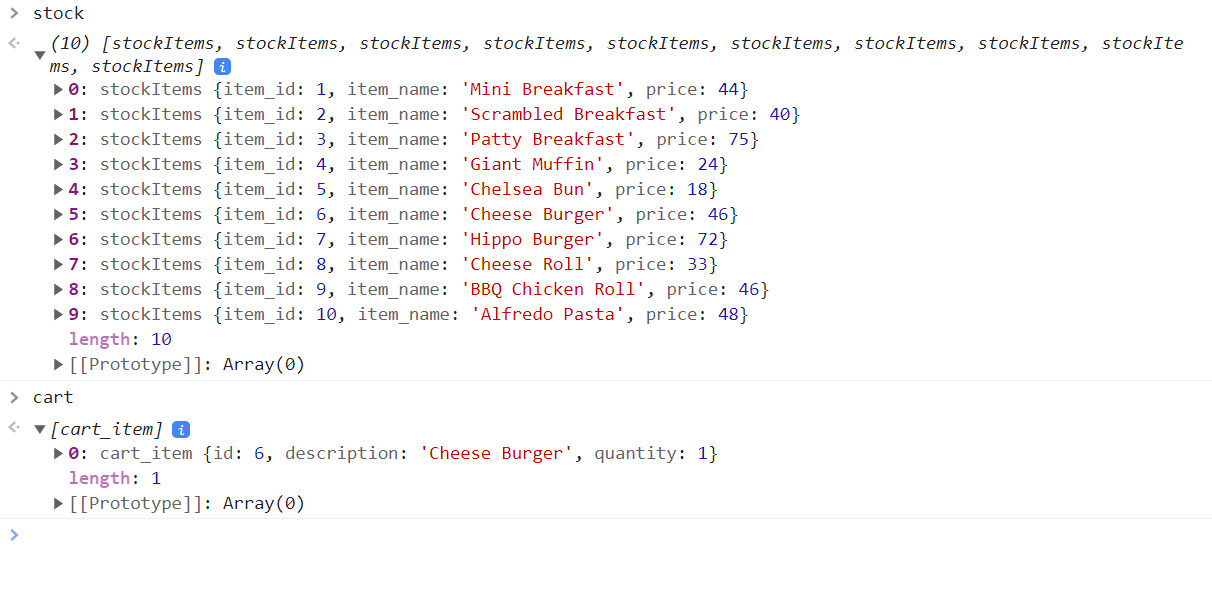 > stock
(10) [stockItems, stockItems, stockItems, stockItems, stockItems, stockItems, stockItems, stockItems, stockIte
ms, stockItems] i
0: stockItems {item_id: 1, item_name: 'Mini Breakfast', price: 44}
1: stockItems {item_id: 2, item_name: 'Scrambled Breakfast', price: 40}
2: stockItems {item_id: 3, item_name: 'Patty Breakfast', price: 75}
3: stockItems {item_id: 4, item_name: 'Giant Muffin', price: 24}
4: stockItems {item_id: 5, item_name: 'Chelsea Bun', price: 18}
5: stockItems {item_id: 6, item_name: 'Cheese Burger', price: 46}
6: stockItems {item_id: 7, item_name: 'Hippo Burger', price: 72}
7: stockItems {item_id: 8, item_name: 'Cheese Roll', price: 33}
8: stockItems {item_id: 9, item_name: 'BBQ Chicken Roll', price: 46}
9: stockItems {item_id: 10, item_name: 'Alfredo Pasta', price: 48}
length: 10
[[Prototype]]: Array(0)
> cart
[cart_item] i
0: cart_item {id: 6, description: 'Cheese Burger', quantity: 1}
length: 1
[[Prototype]]: Array(0)
>